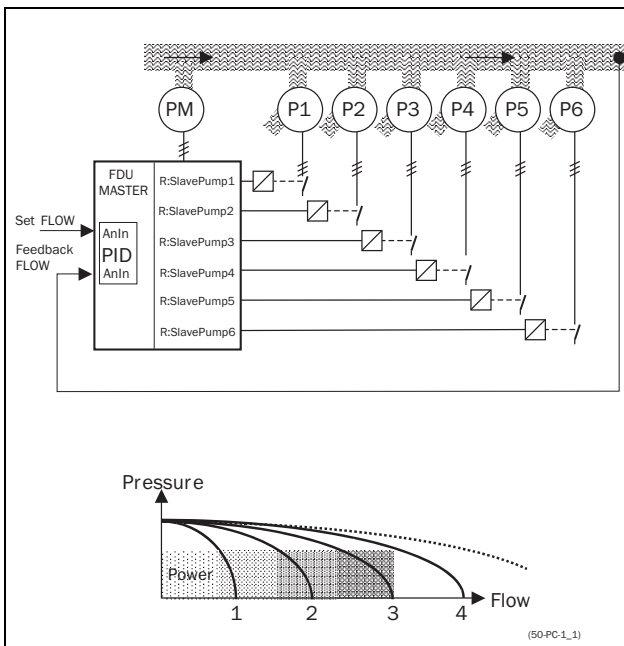 PM
P1
P2
P3
P4
P5
P6
FDU
MASTER
R:SlavePump1
R:SlavePump2
R:SlavePump3
R:SlavePump4
R:SlavePump5
R:SlavePump6
Set FLOW
Feedback
FLOW
AnIn
PID
AnIn
Pressure
Power
1
2
3
4
Flow
(50-PC-1_1)